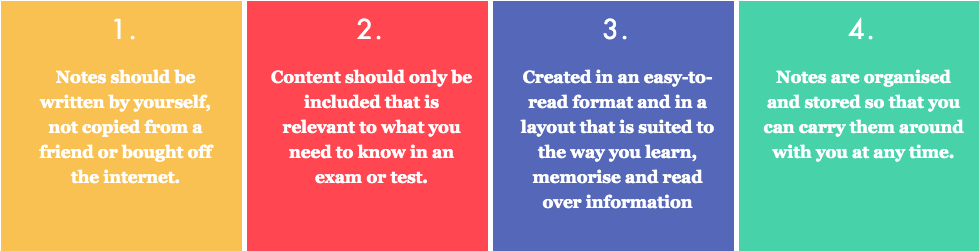 1.
Notes should be
written by yourself,
not copied from a
friend or bought off
the internet.
2.
Content should only be
included that is
relevant to what you
need to know in an
exam or test.
3.
Created in an easy-to-
read format and in a
layout that is suited to
the way you learn,
memorise and read
over information
4.
Notes are organised
and stored so that you
can carry them around
with you at any time.